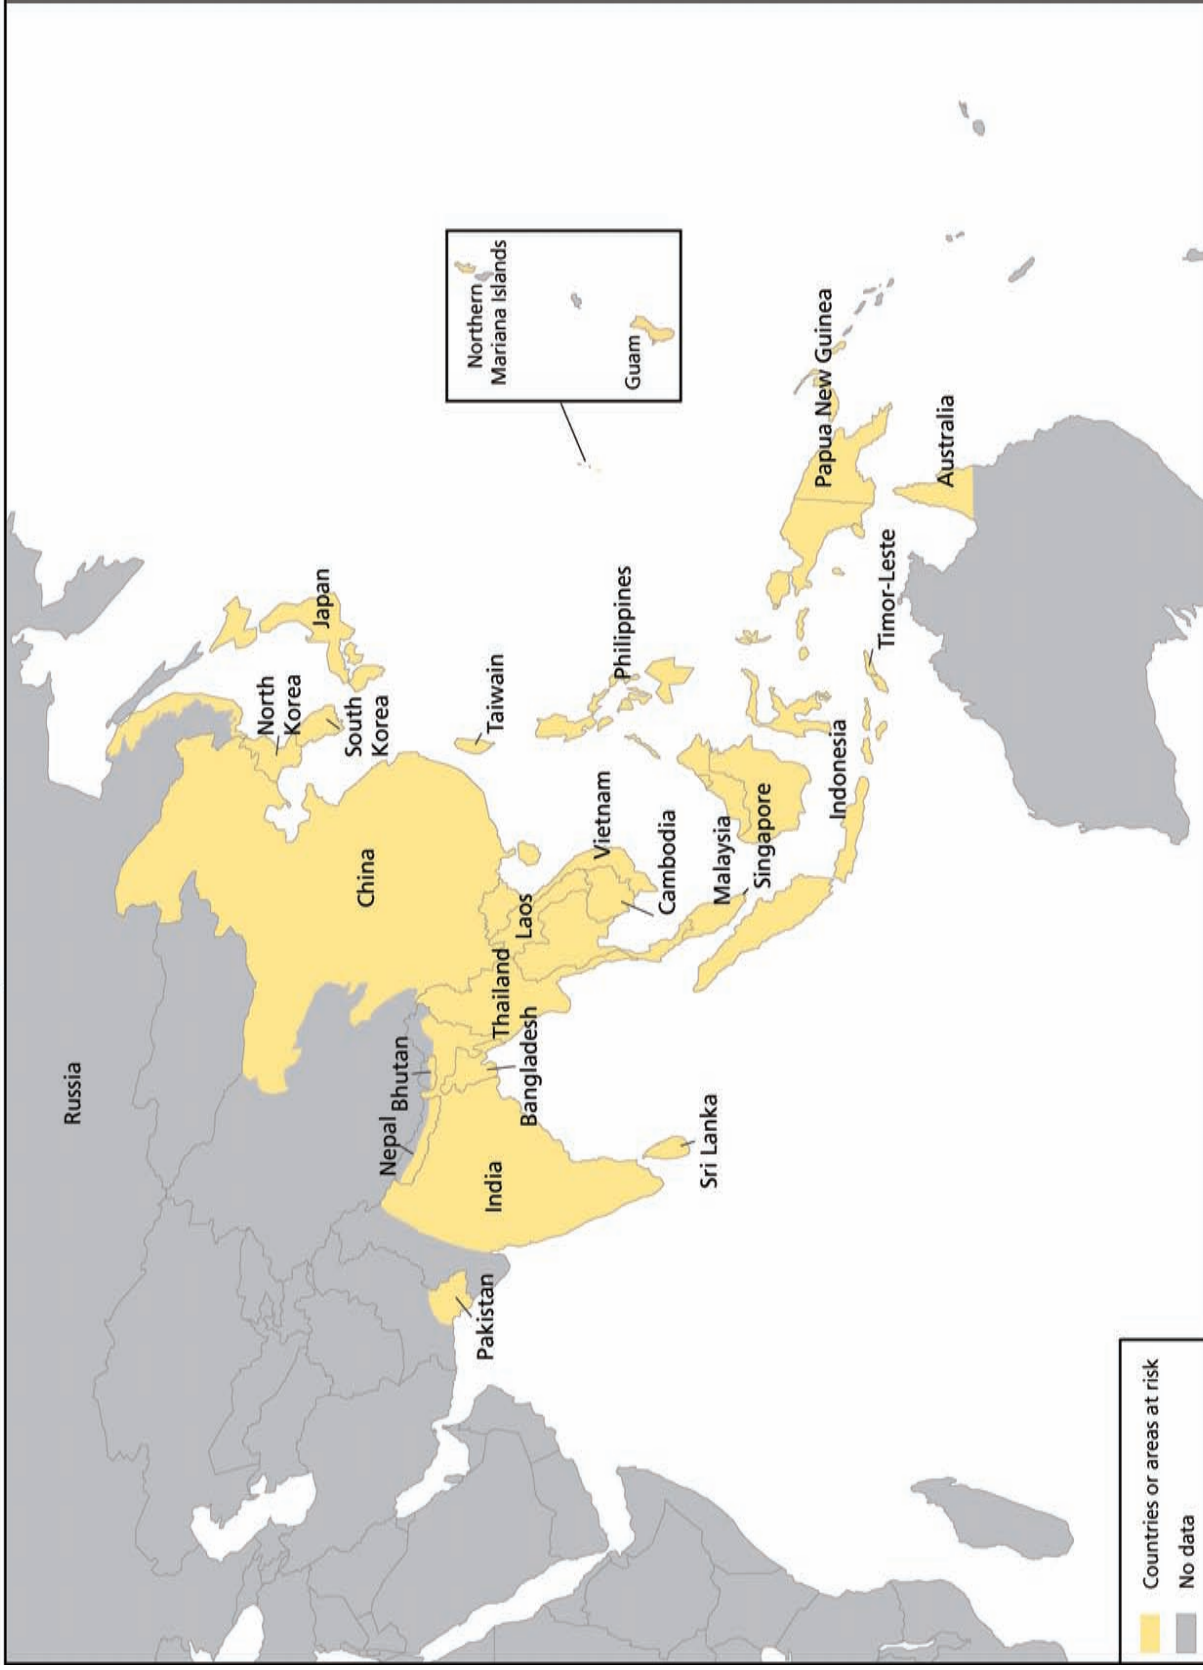 Russia
North
Korea
Japan
South
Korea
China
Taiwain
Nepal
Bhutan
Pakistan
India
Bangladesh
Thailand
Laos
Vietnam
Cambodia
Philippines
Sri Lanka
Malaysia
Singapore
Indonesia
Timor-Leste
Papua New Guinea
Australia
Northern
Mariana Islands
Guam
Countries or areas at risk
No data